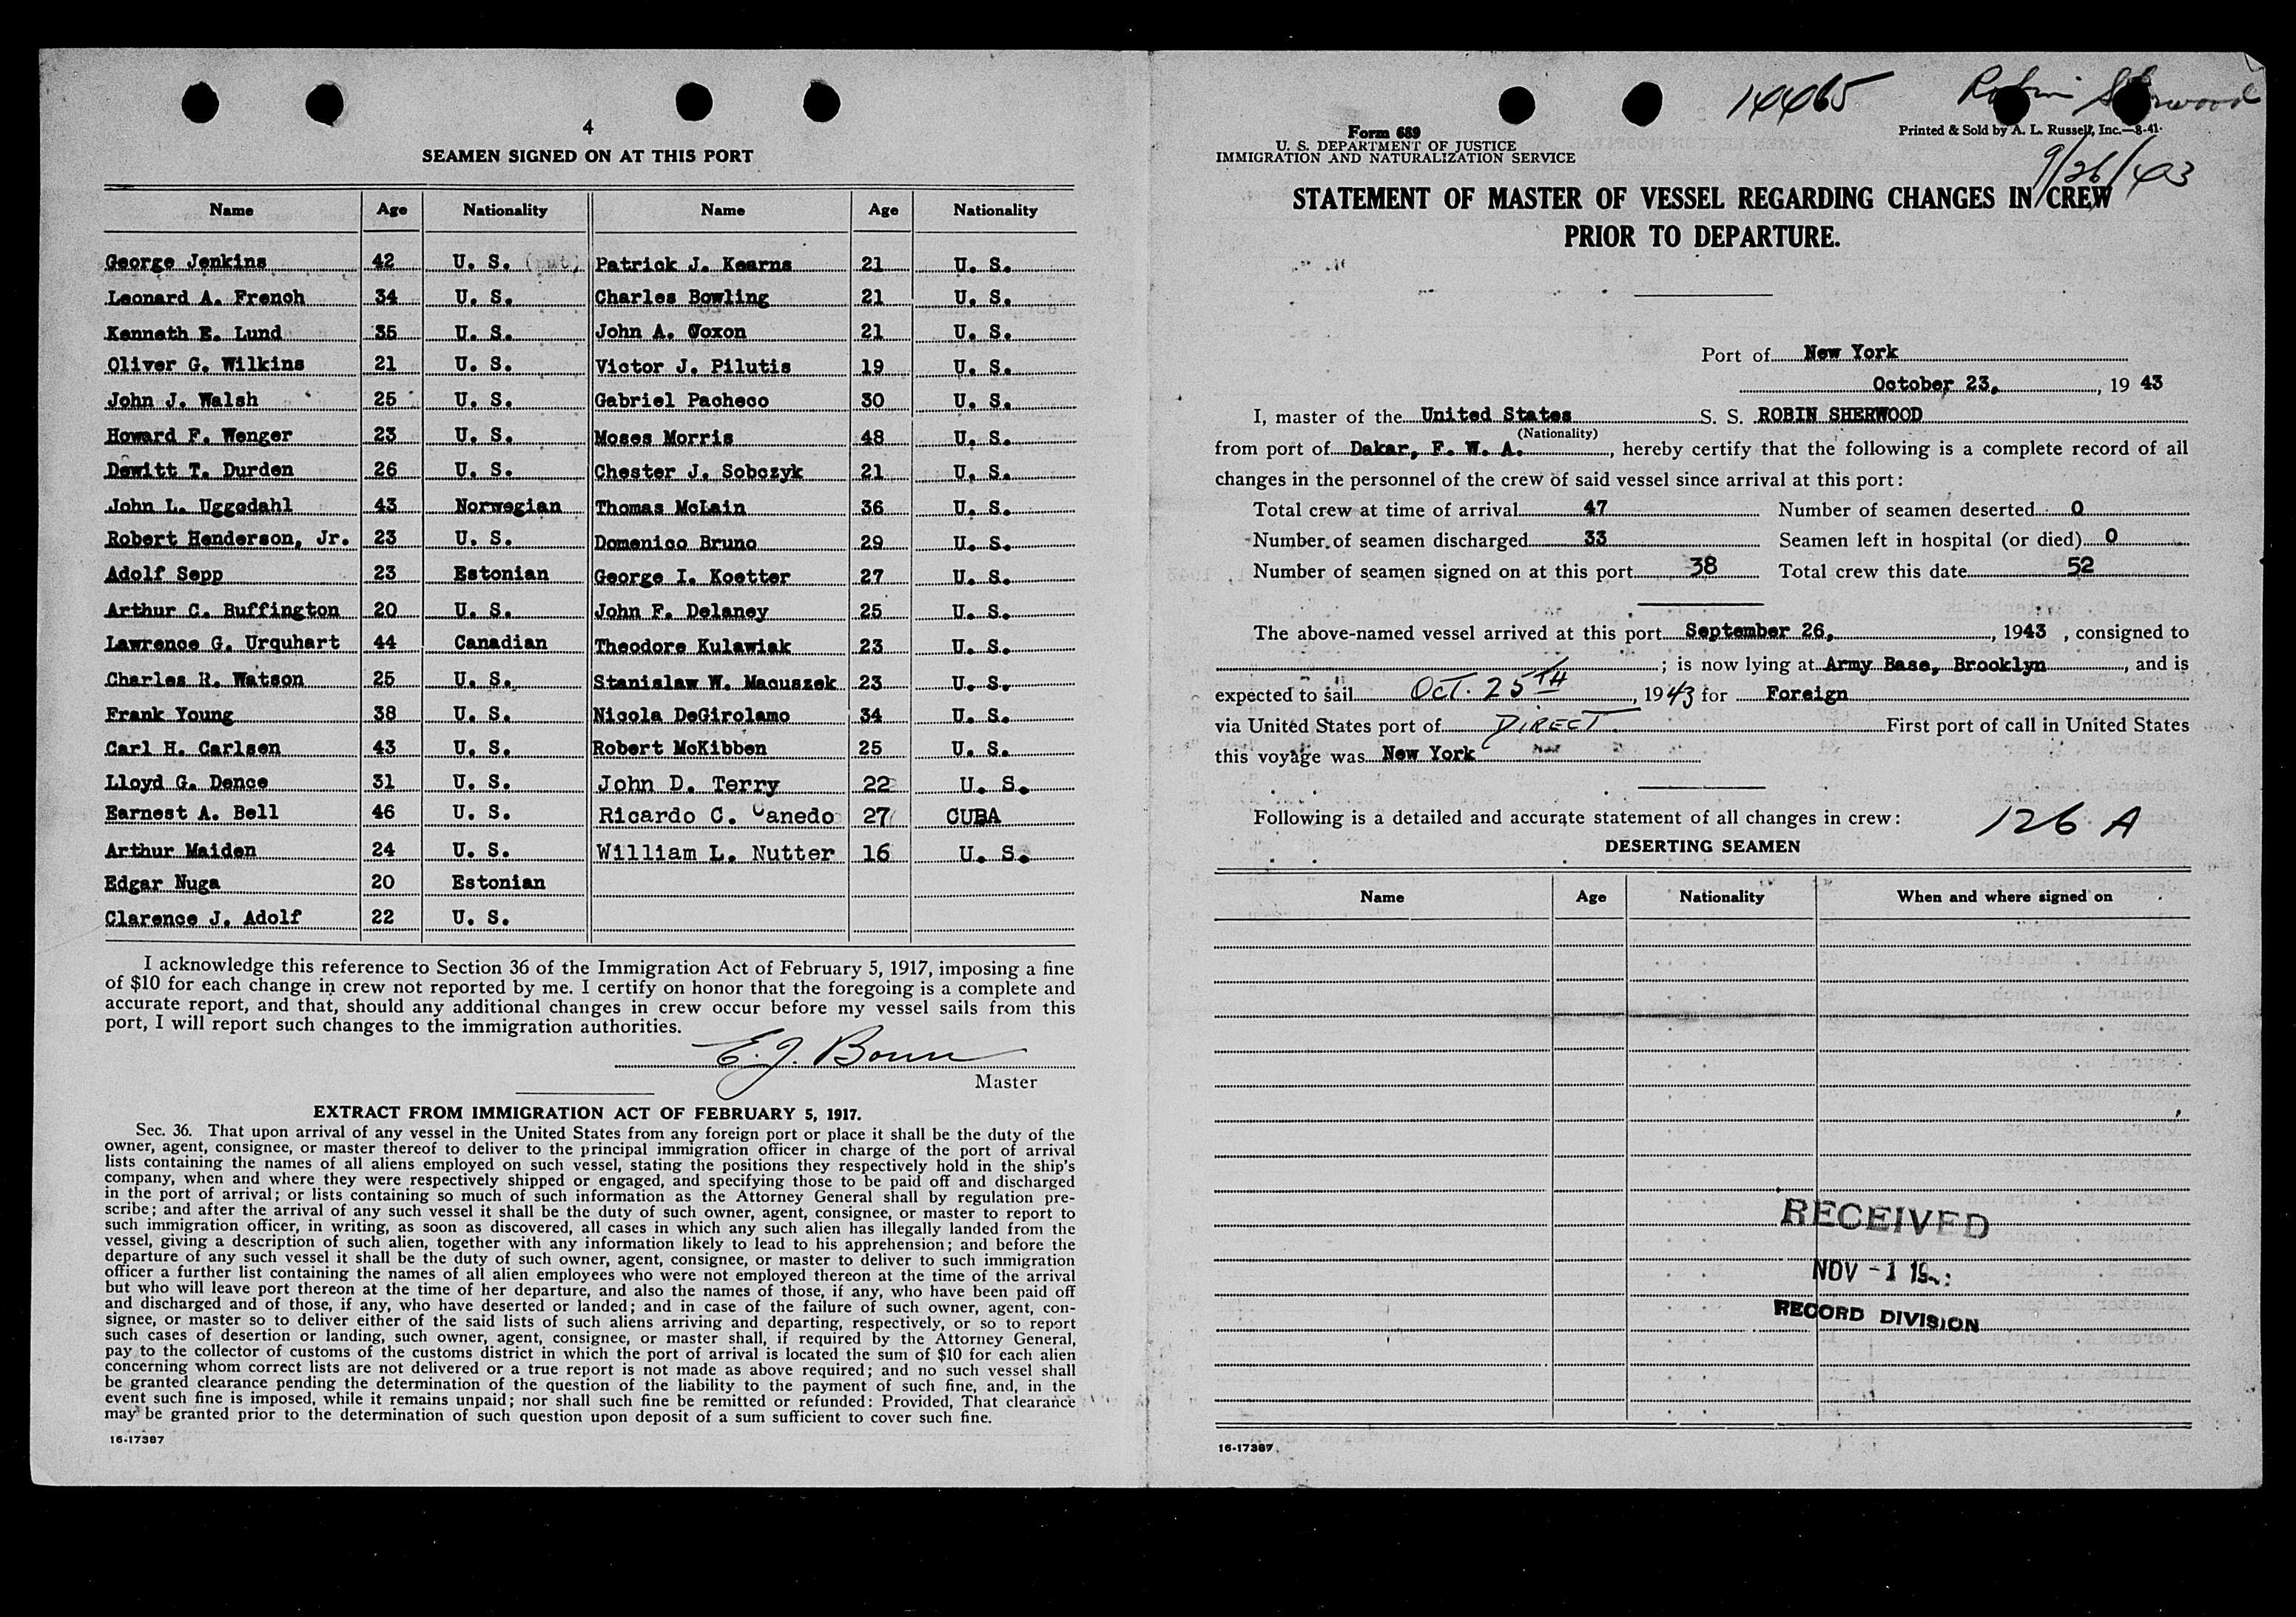 4
SEAMEN SIGNED ON AT THIS PORT
Name Age Nationality Name Age Nationality
George Jenkins 42 U. S. Patrick J. Kearns 21 U. S.
Leonard A. French 34 U. S. Charles Bowling 21 U. S.
Kenneth E. Lund 35 U. S. John A. Coxon 21 U. S.
Oliver G. Wilkins 21 U. S. Victor J. Pilutis 19 U. S.
John J. Walsh 25 U. S. Gabriel Pacheco 30 U. S.
Howard F. Wenger 23 U. S. Moses Morris 48 U. S.
Dewitt T. Durden 26 U. S. Chester J. Sobczyk 21 U. S.
John L. Uggedahl 43 Norwegian Thomas McLain 36 U. S.
Robert Henderson, Jr. 23 U. S. Domenico Bruno 29 U. S.
Adolf Sepp 23 Estonian George I. Koetter 27 U. S.
Arthur C. Buffington 20 U. S. John F. Delaney 25 U. S.
Lawrence G. Urquhart 44 Canadian Theodore Kulawiak 23 U. S.
Charles R. Watson 25 U. S. Stanislaw W. Macuszek 23 U. S.
Frank Young 38 U. S. Nicola DeGirolamo 34 U. S.
Carl H. Carlsen 43 U. S. Robert McKibben 25 U. S.
Lloyd G. Dence 31 U. S. John D. Terry 22 U. S.
Earnest A. Bell 46 U. S. Ricardo C. Canedo 27 CUBA
Arthur Maiden 24 U. S. William L. Nutter 16 U. S.
Edgar Nuga 20 Estonian
Clarence J. Adolf 22 U. S.
I acknowledge this reference to Section 36 of the Immigration Act of February 5, 1917, imposing a fine
of $10 for each change in crew not reported by me. I certify on honor that the foregoing is a complete and
accurate report, and that, should any additional changes in crew occur before my vessel sails from this
port, I will report such changes to the immigration authorities.
E. J. Bonn
Master
EXTRACT FROM IMMIGRATION ACT OF FEBRUARY 5, 1917.
Sec. 36. That upon arrival of any vessel in the United States from any foreign port or place it shall be the duty of the
owner, agent, consignee, or master thereof to deliver to the principal immigration officer in charge of the port of arrival
lists containing the names of all aliens employed on such vessel, stating the positions they respectively hold in the ship's
company, when and where they were respectively shipped or engaged, and specifying those to be paid off and discharged
in the port of arrival; or lists containing so much of such information as the Attorney General shall by regulation pre-
scribe; and after the arrival of any such vessel it shall be the duty of such owner, agent, consignee, or master to report to
such immigration officer, in writing, as soon as discovered, all cases in which any such alien has illegally landed from the
vessel, giving a description of such alien, together with any information likely to lead to his apprehension; and before the
departure of any such vessel it shall be the duty of such owner, agent, consignee, or master to deliver to such immigration
officer a further list containing the names of all alien employees who were not employed thereon at the time of the arrival
but who will leave port thereon at the time of her departure, and also the names of those, if any, who have been paid off
and discharged and of those, if any, who have deserted or landed; and in case of the failure of such owner, agent, con-
signee, or master so to deliver either of the said lists of such aliens arriving and departing, respectively, or so to report
such cases of desertion or landing, such owner, agent, consignee, or master shall, if required by the Attorney General,
pay to the collector of customs of the customs district in which the port of arrival is located the sum of $10 for each alien
concerning whom correct lists are not delivered or a true report is not made as above required; and no such vessel shall
be granted clearance pending the determination of the question of the liability to the payment of such fine, and, in the
event such fine is imposed, while it remains unpaid; nor shall such fine be remitted or refunded: Provided, That clearance
may be granted prior to the determination of such question upon deposit of a sum sufficient to cover such fine.
16-17387
14465 Robin Sherwood
Form 689 Printed & Sold by A. L. Russell, Inc.—8-41
U. S. DEPARTMENT OF JUSTICE
IMMIGRATION AND NATURALIZATION SERVICE
9/26/43
STATEMENT OF MASTER OF VESSEL REGARDING CHANGES IN CREW
PRIOR TO DEPARTURE.
Port of New York
October 23, , 19 43
I, master of the United States S. S. ROBIN SHERWOOD
(Nationality)
from port of Dakar, F. W. A. , hereby certify that the following is a complete record of all
changes in the personnel of the crew of said vessel since arrival at this port:
Total crew at time of arrival 47 Number of seamen deserted 0
Number of seamen discharged 33 Seamen left in hospital (or died) 0
Number of seamen signed on at this port 38 Total crew this date 52
The above-named vessel arrived at this port September 26, , 1943 , consigned to
; is now lying at Army Base, Brooklyn , and is
expected to sail Oct. 25TH , 1943 for Foreign
via United States port of DIRECT. First port of call in United States
this voyage was New York
Following is a detailed and accurate statement of all changes in crew:
126 A
DESERTING SEAMEN
Name Age Nationality When and where signed on
RECEIVED
NOV -1
RECORD DIVISION
16-17387